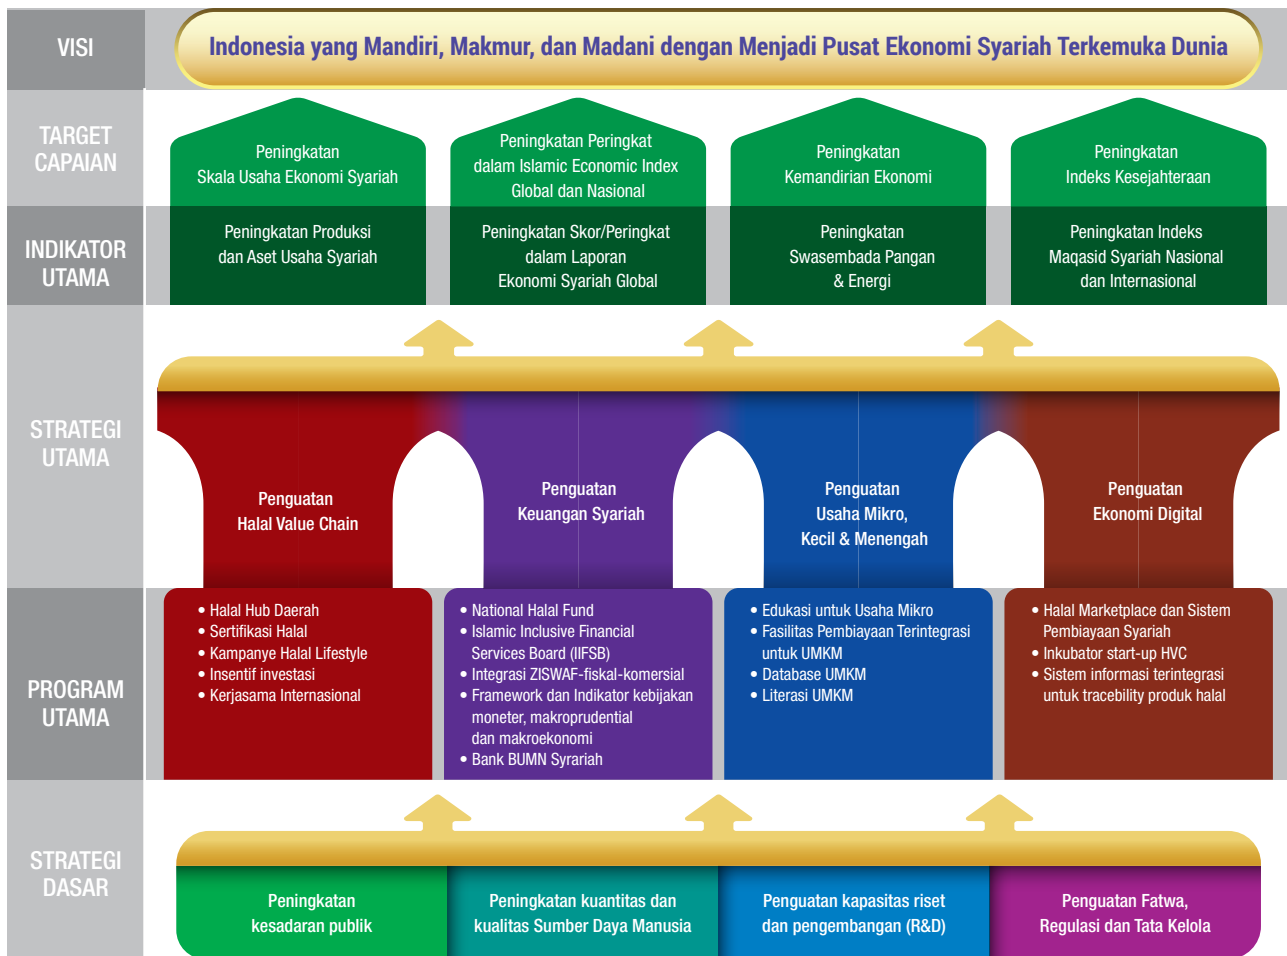 VISI
Indonesia yang Mandiri, Makmur, dan Madani dengan Menjadi Pusat Ekonomi Syariah Terkemuka Dunia
TARGET
CAPAIAN
Peningkatan
Skala Usaha Ekonomi Syariah
Peningkatan Peringkat
dalam Islamic Economic Index
Global dan Nasional
Peningkatan
Kemandirian Ekonomi
Peningkatan
Indeks Kesejahteraan
INDIKATOR
UTAMA
Peningkatan Produksi
dan Aset Usaha Syariah
Peningkatan Skor/Peringkat
dalam Laporan
Ekonomi Syariah Global
Peningkatan
Swasembada Pangan
& Energi
Peningkatan Indeks
Maqasid Syariah Nasional
dan Internasional
STRATEGI
UTAMA
Penguatan
Halal Value Chain
Penguatan
Keuangan Syariah
Penguatan
Usaha Mikro,
Kecil & Menengah
Penguatan
Ekonomi Digital
PROGRAM
UTAMA
• Halal Hub Daerah
• Sertifikasi Halal
• Kampanye Halal Lifestyle
• Insentif investasi
• Kerjasama Internasional
• National Halal Fund
• Islamic Inclusive Financial
Services Board (IIFSB)
• Integrasi ZISWAF-fiskal-komersial
• Framework dan Indikator kebijakan
moneter, makroprudential
dan makroekonomi
• Bank BUMN Syrariah
• Edukasi untuk Usaha Mikro
• Fasilitas Pembiayaan Terintegrasi
untuk UMKM
• Database UMKM
• Literasi UMKM
• Halal Marketplace dan Sistem
Pembiayaan Syariah
• Inkubator start-up HVC
• Sistem informasi terintegrasi
untuk tracebility produk halal
STRATEGI
DASAR
Peningkatan
kesadaran publik
Peningkatan kuantitas dan
kualitas Sumber Daya Manusia
Penguatan kapasitas riset
dan pengembangan (R&D)
Penguatan Fatwa,
Regulasi dan Tata Kelola